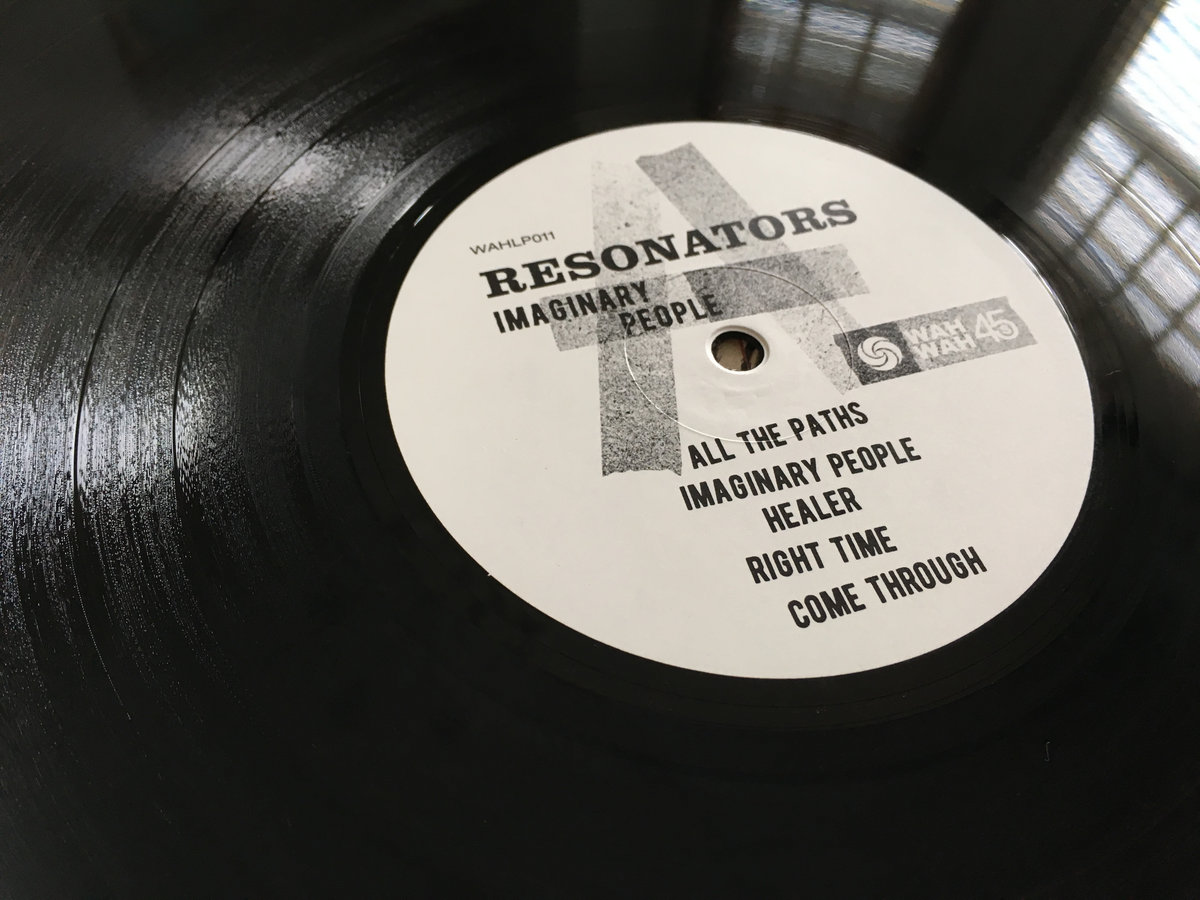 WAHLP011
RESONATORS
IMAGINARY
PEOPLE
A
WAH
WAH 45
ALL THE PATHS
IMAGINARY PEOPLE
HEALER
RIGHT TIME
COME THROUGH